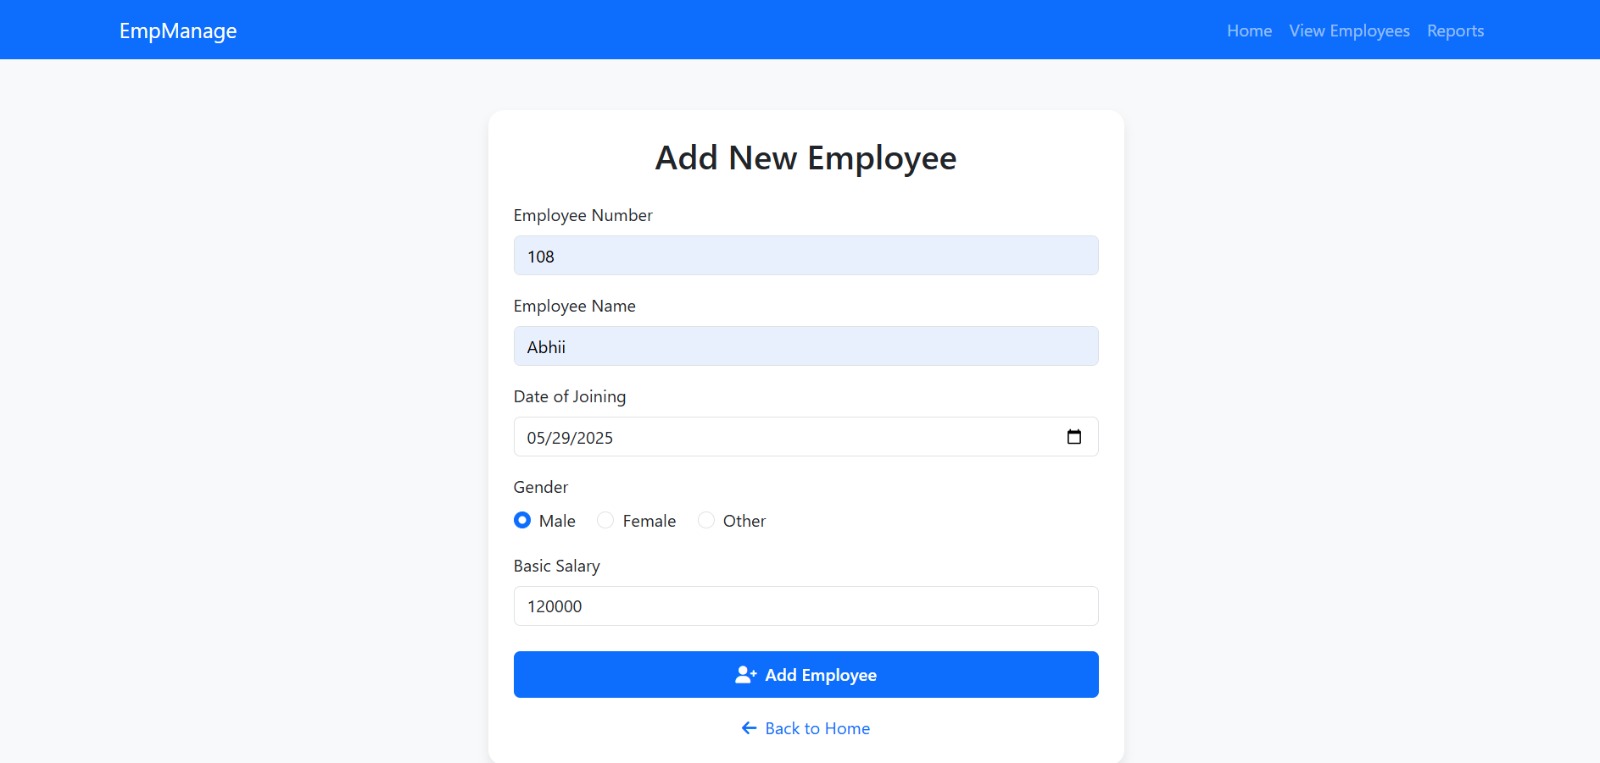 EmpManage
Home View Employees Reports
Add New Employee
Employee Number
108
Employee Name
Abhii
Date of Joining
05/29/2025
Gender
Male Female Other
Basic Salary
120000
Add Employee
Back to Home